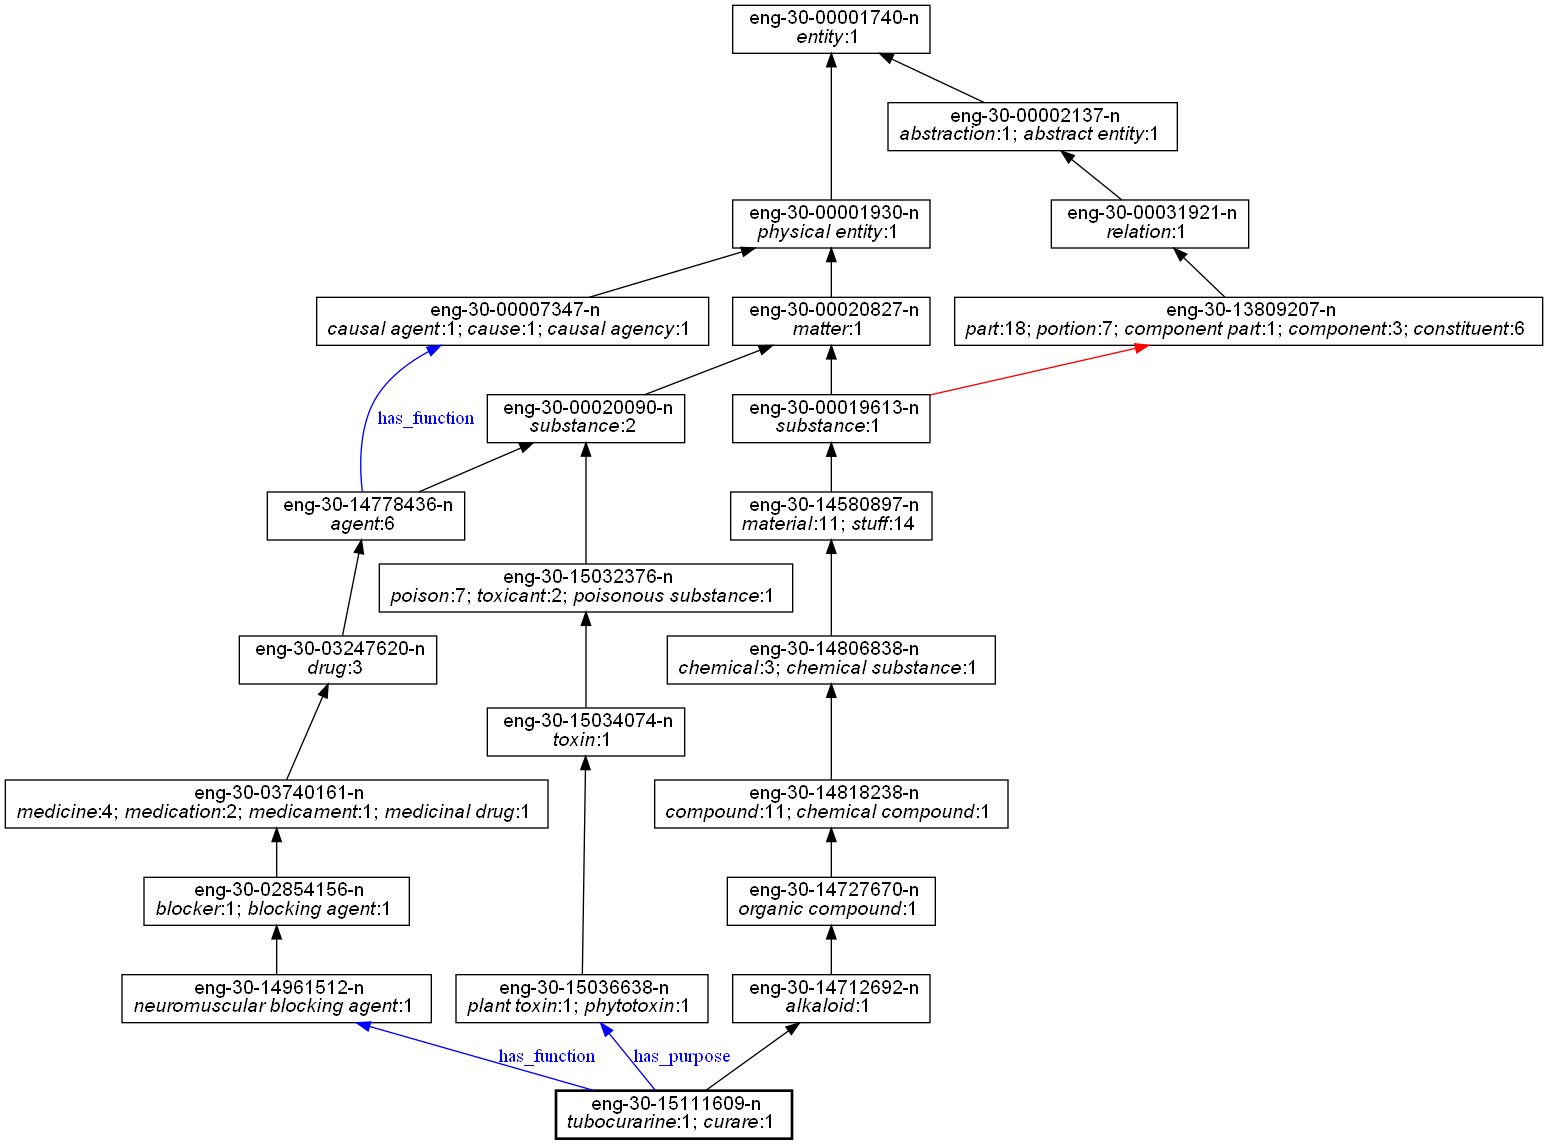 eng-30-00001740-n
entity:1
eng-30-00002137-n
abstraction:1; abstract entity:1
eng-30-00001930-n
physical entity:1
eng-30-00031921-n
relation:1
eng-30-00007347-n
causal agent:1; cause:1; causal agency:1
eng-30-00020827-n
matter:1
eng-30-13809207-n
part:18; portion:7; component part:1; component:3; constituent:6
has_function
eng-30-00020090-n
substance:2
eng-30-00019613-n
substance:1
eng-30-14778436-n
agent:6
eng-30-14580897-n
material:11; stuff:14
eng-30-15032376-n
poison:7; toxicant:2; poisonous substance:1
eng-30-03247620-n
drug:3
eng-30-14806838-n
chemical:3; chemical substance:1
eng-30-15034074-n
toxin:1
eng-30-03740161-n
medicine:4; medication:2; medicament:1; medicinal drug:1
eng-30-14818238-n
compound:11; chemical compound:1
eng-30-02854156-n
blocker:1; blocking agent:1
eng-30-14727670-n
organic compound:1
eng-30-14961512-n
neuromuscular blocking agent:1
eng-30-15036638-n
plant toxin:1; phytotoxin:1
eng-30-14712692-n
alkaloid:1
has_function
has_purpose
eng-30-15111609-n
tubocurarine:1; curare:1